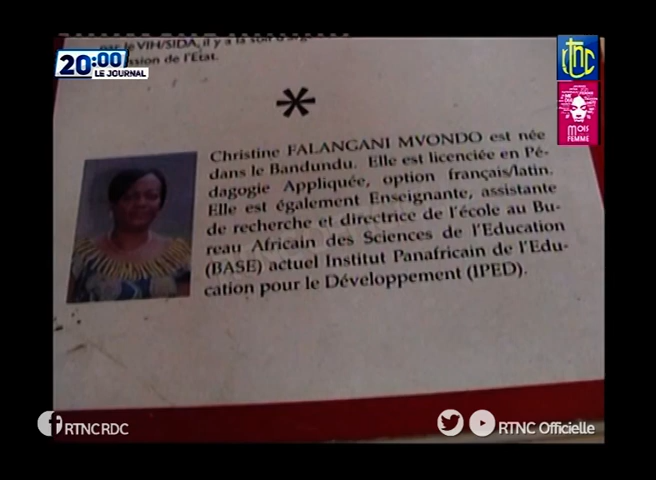 20:00
LE JOURNAL
rtnc
MOIS
FEMME
par le VIH/SIDA, il y a la
ission de l'Etat.
*
Christine FALANGANI MVONDO est née
dans le Bandundu. Elle est licenciée en Pé-
dagogie Appliquée, option français/latin.
Elle est également Enseignante, assistante
de recherche et directrice de l'école au Bu-
reau Africain des Sciences de l'Education
(BASE) actuel Institut Panafricain de l'Edu-
cation pour le Développement (IPED).
RTNCRDC
RTNC Officielle